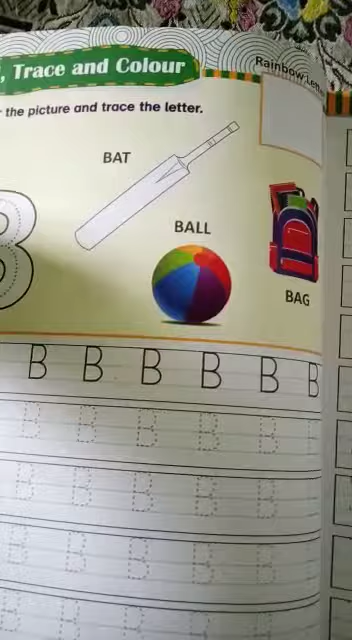 , Trace and Colour
Rainbow
the picture and trace the letter.
BAT
BALL
BAG
B
B B B B B B
B B B B B B
B B B B B
B B B B B
B B B B B